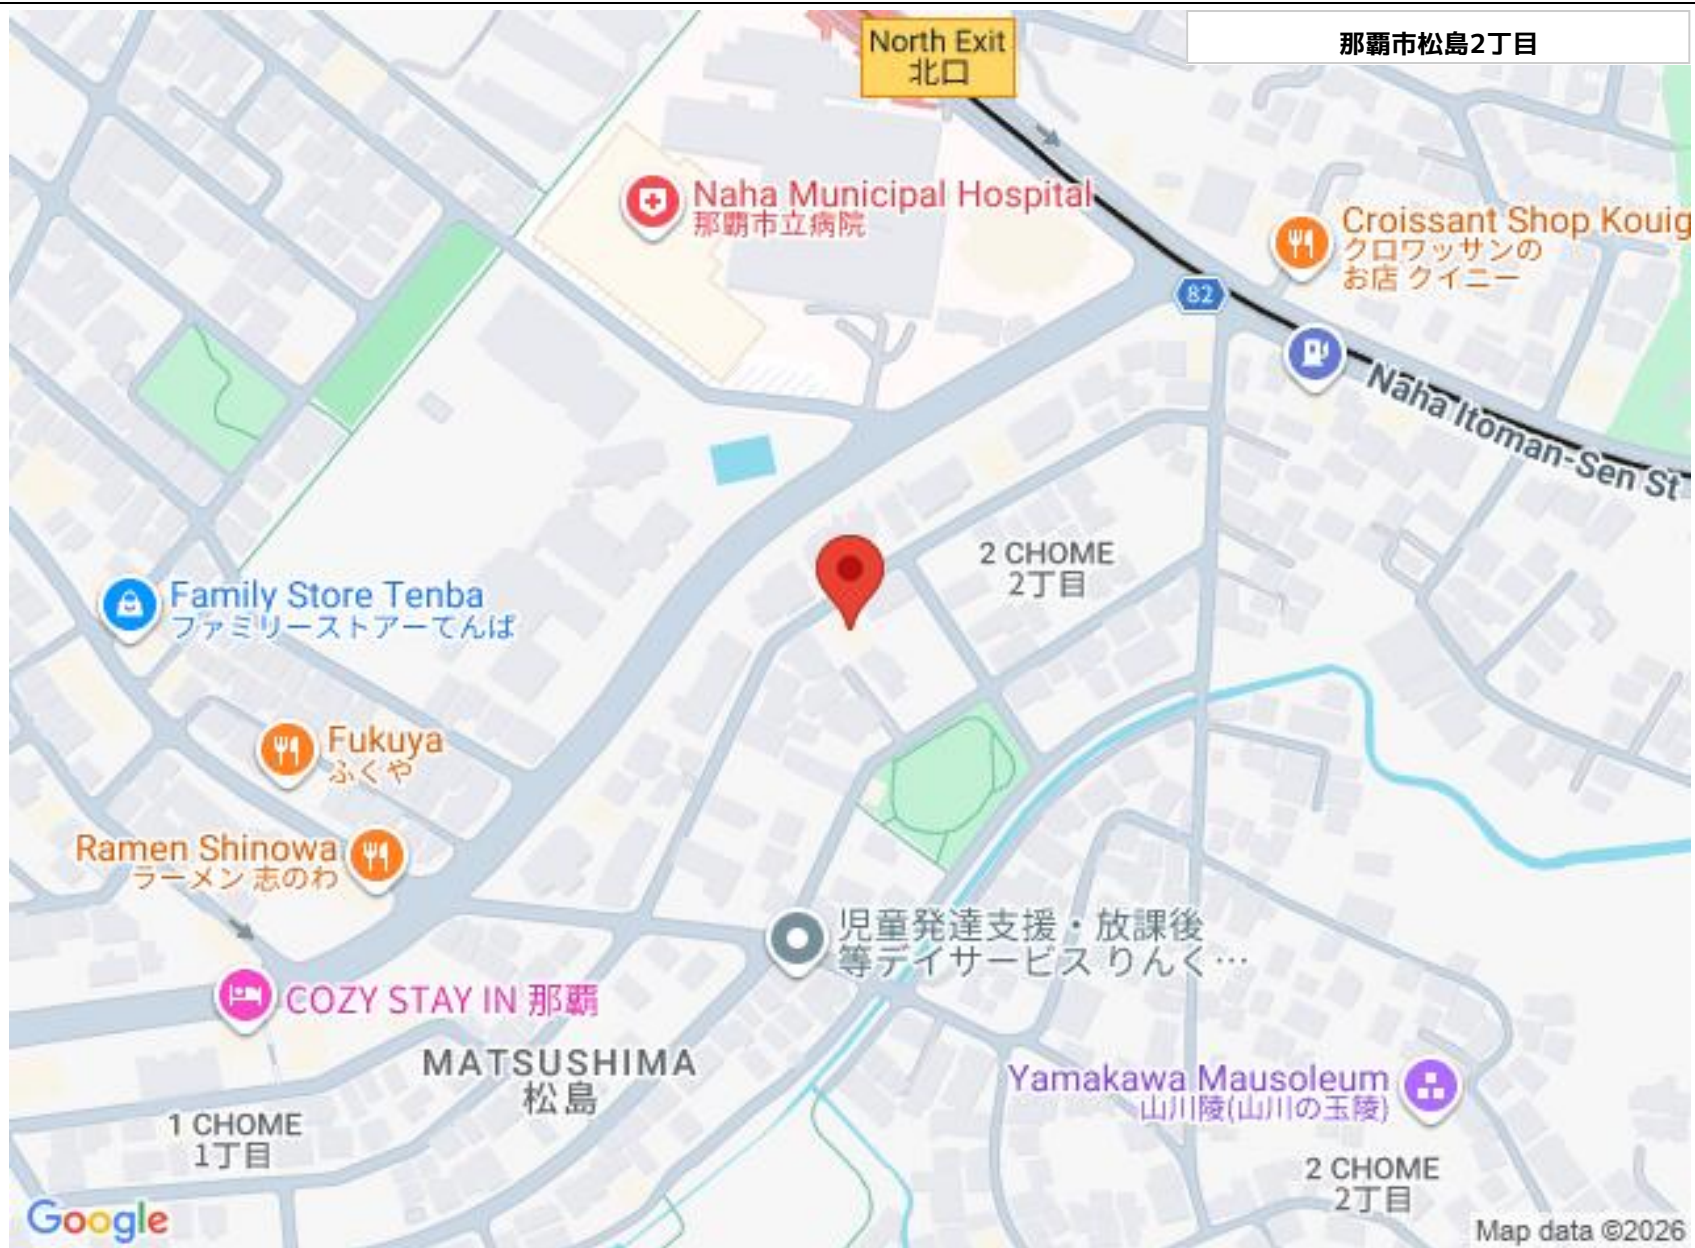 那覇市松島2丁目
North Exit
北口
Naha Municipal Hospital
那覇市立病院
Croissant Shop Kouig
クロワッサンの
お店 クイニー
82
Naha Itoman-Sen St
2 CHOME
2丁目
Family Store Tenba
ファミリーストアーてんば
Fukuya
ふくや
Ramen Shinowa
ラーメン 志のわ
児童発達支援・放課後
等デイサービス りんく…
COZY STAY IN 那覇
MATSUSHIMA
松島
Yamakawa Mausoleum
山川陵(山川の玉陵)
1 CHOME
1丁目
2 CHOME
2丁目
Google
Map data ©2026